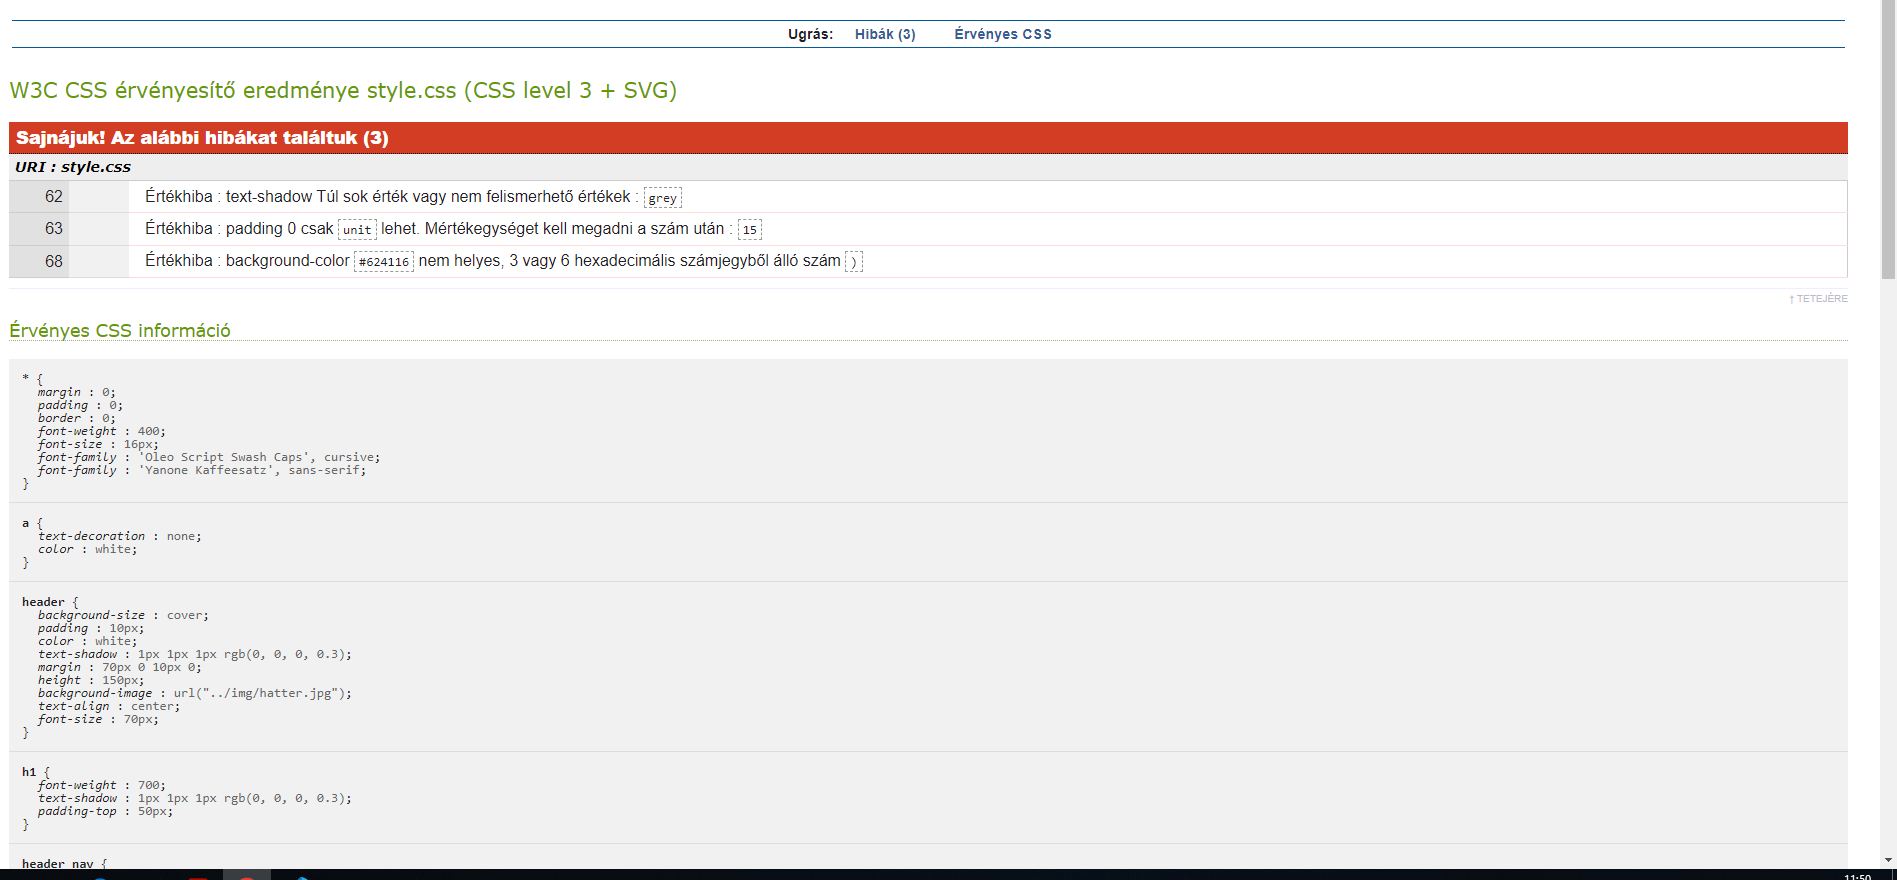 Ugrás: Hibák (3) Érvényes CSS
W3C CSS érvényesítő eredménye style.css (CSS level 3 + SVG)
Sajnájuk! Az alábbi hibákat találtuk (3)
URI : style.css
62 Értékhiba : text-shadow Túl sok érték vagy nem felismerhető értékek : grey
63 Értékhiba : padding 0 csak unit lehet. Mértékegységet kell megadni a szám után : 15
68 Értékhiba : background-color #624116 nem helyes, 3 vagy 6 hexadecimális számjegyből álló szám )
↑ TETEJÉRE
Érvényes CSS információ
* {
margin : 0;
padding : 0;
border : 0;
font-weight : 400;
font-size : 16px;
font-family : 'Oleo Script Swash Caps', cursive;
font-family : 'Yanone Kaffeesatz', sans-serif;
}
a {
text-decoration : none;
color : white;
}
header {
background-size : cover;
padding : 10px;
color : white;
text-shadow : 1px 1px 1px rgb(0, 0, 0, 0.3);
margin : 70px 0 10px 0;
height : 150px;
background-image : url("../img/hatter.jpg");
text-align : center;
font-size : 70px;
}
h1 {
font-weight : 700;
text-shadow : 1px 1px 1px rgb(0, 0, 0, 0.3);
padding-top : 50px;
}
header nav {
11:50